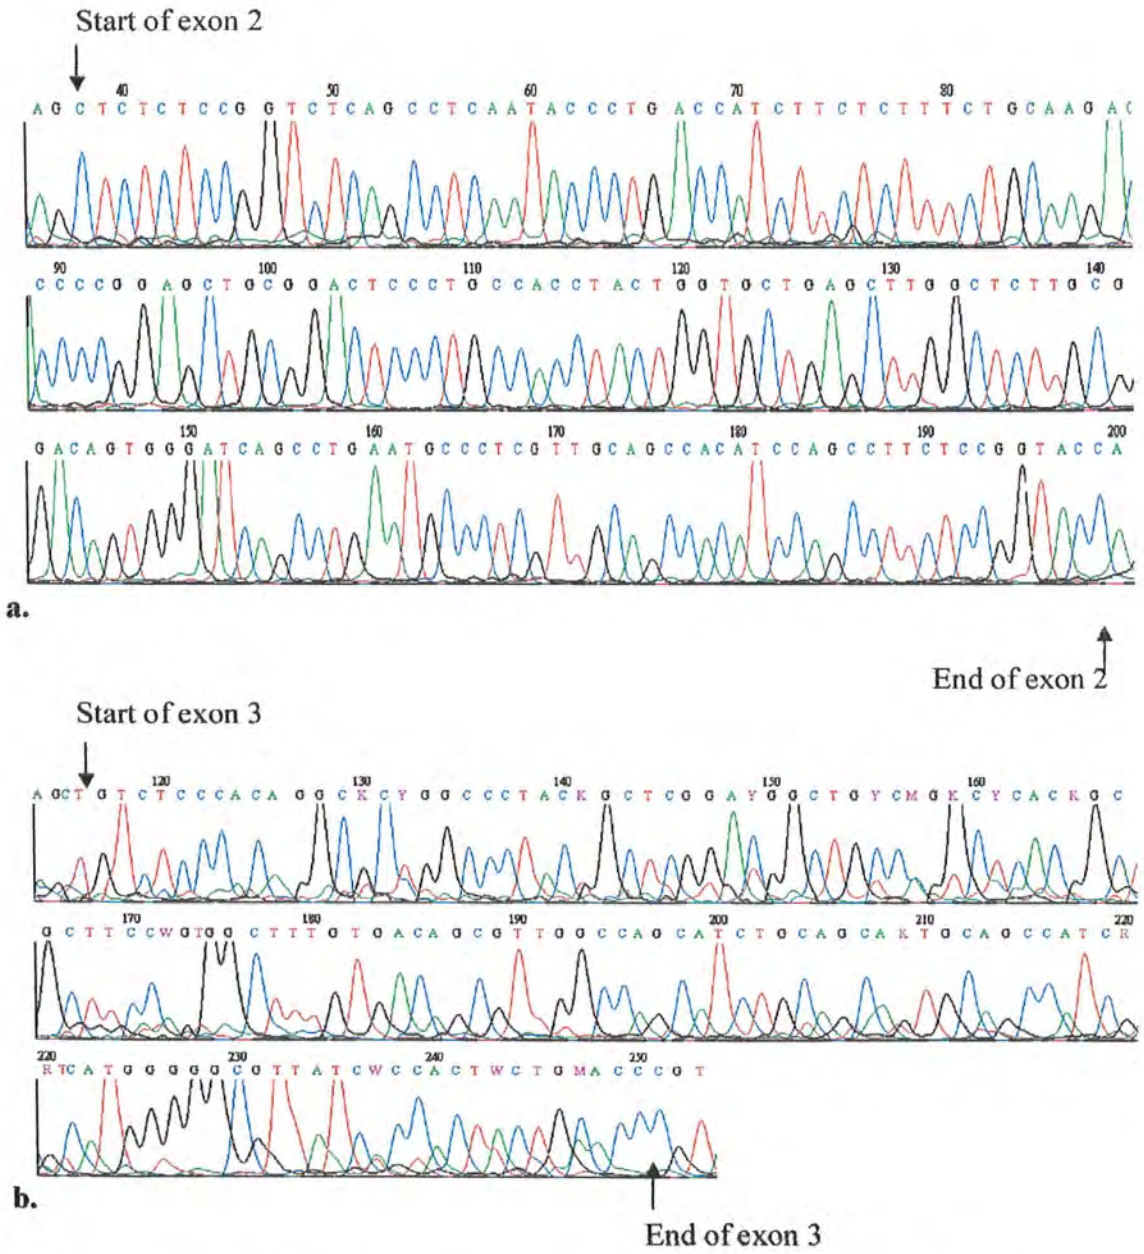 Start of exon 2
40 50 60 70 80
A G C T C T C T C C G G T C T C A G C C T C A A T A C C C T G A C C A T C T T C T C T T T C T G C A A G A C
90 100 110 120 130 140
C C C C G G A G C T G C G G A C T C C C T G C C A C C T A C T G G T G C T G A G C T T G G C T C T T G C G
150 160 170 180 190 200
G A C A G T G G G A T C A G C C T G A A T G C C C T C G T T G C A G C C A C A T C C A G C C T T C T C C G G T A C C A
a.
End of exon 2
Start of exon 3
120 130 140 150 160
A G C T G T C T C C C A C A G G C K C Y G G C C C T A C K G C T C G G A Y G G C T G Y C M G K C Y C A C K G C
170 180 190 200 210 220
G C T T C C W G T G G C T T T G T G A C A G C G T T G G C C A G C A T C T G C A G C A K T G C A G C C A T C R
220 230 240 250
R T C A T G G G G G C G T T A T C W C C A C T W C T G M A C C C G T
b.
End of exon 3